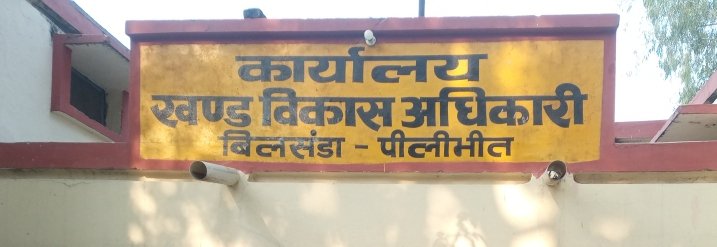 कार्यालय
खण्ड विकास अधिकारी
बिलसंडा - पीलीभीत